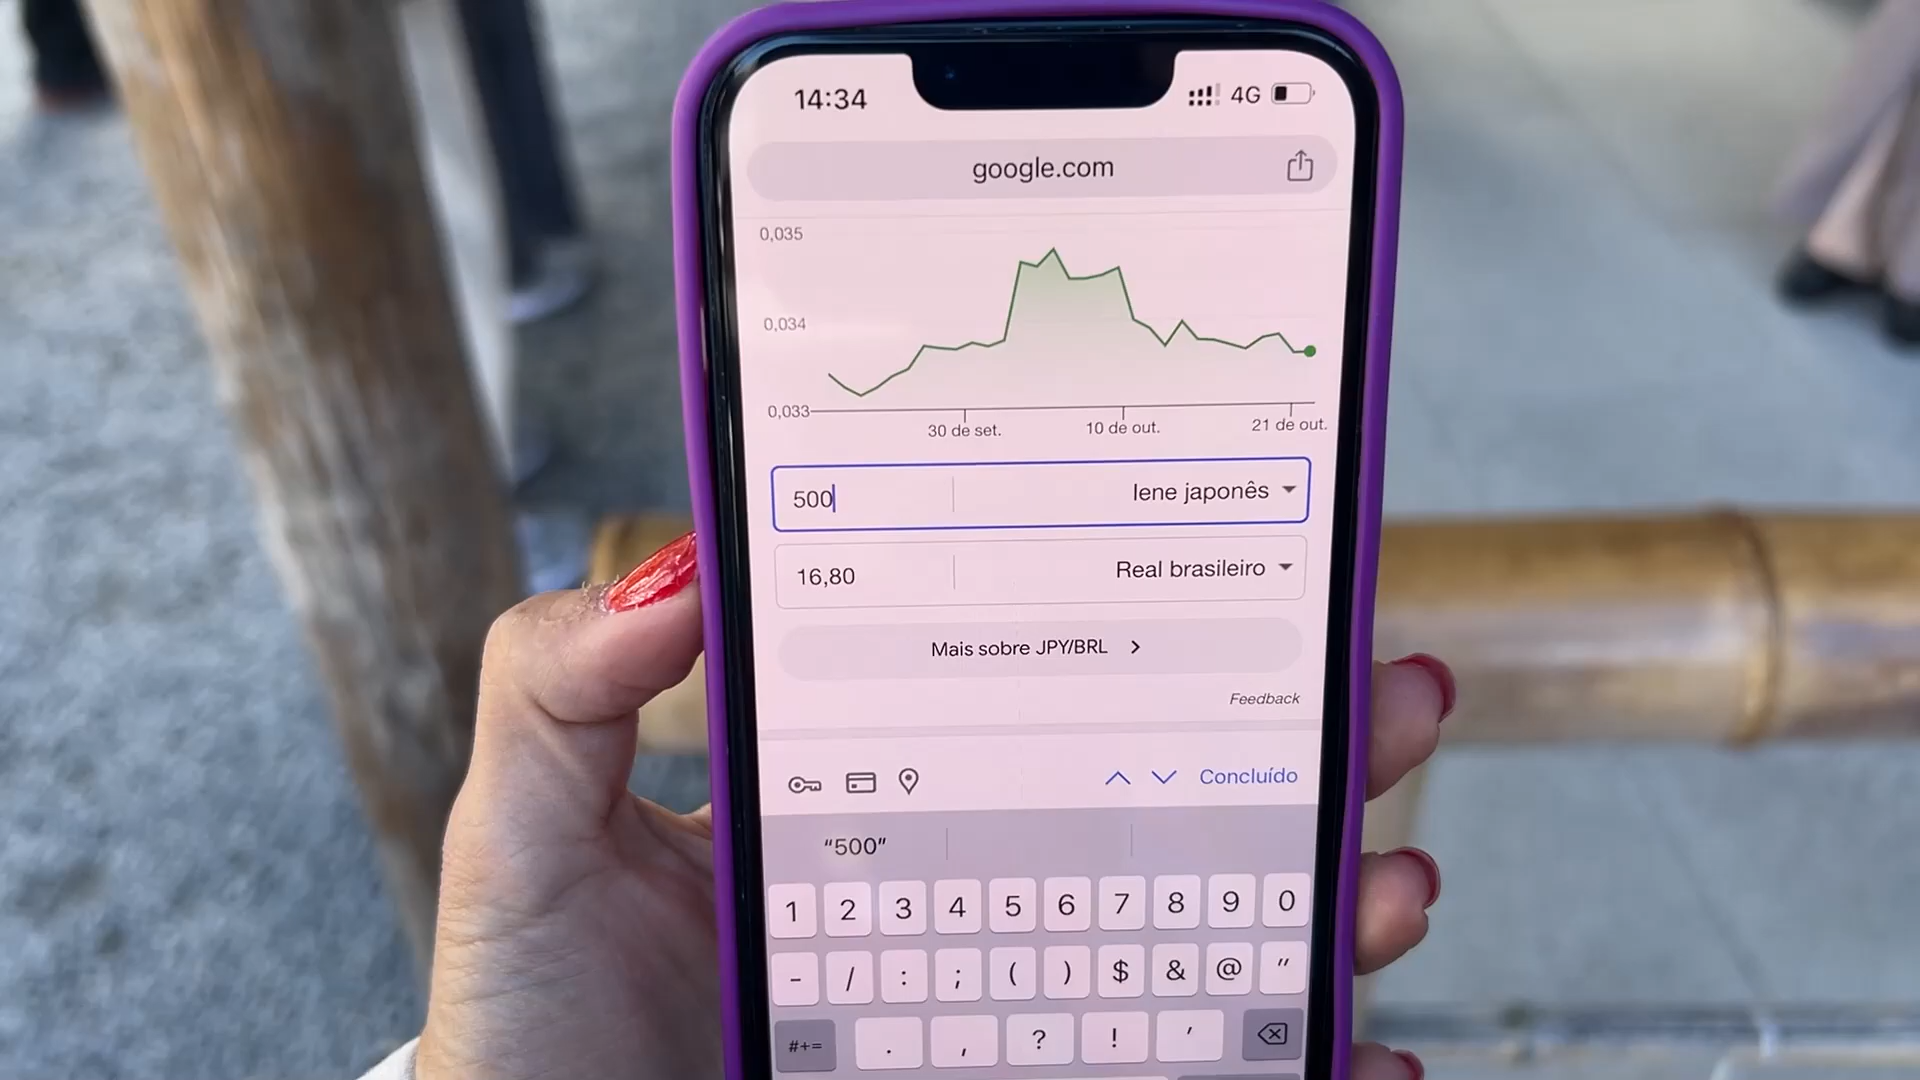 14:34 4G
google.com
0,035
0,034
0,033
30 de set. 10 de out. 21 de out.
500 Iene japonês
16,80 Real brasileiro
Mais sobre JPY/BRL
Feedback
Concluído
“500”
1 2 3 4 5 6 7 8 9 0
- / : ; ( ) $ & @ "
#+= . , ? ! '